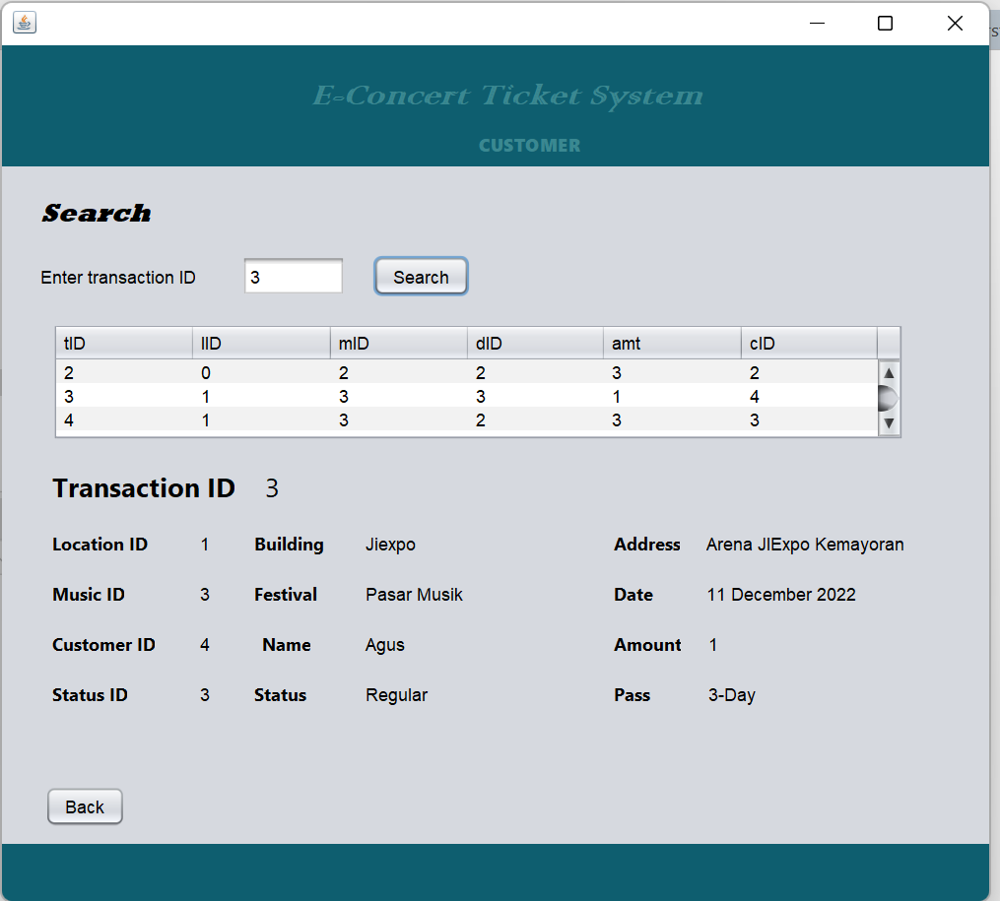 E-Concert Ticket System
CUSTOMER
Search
Enter transaction ID 3 Search
tID lID mID dID amt cID
2 0 2 2 3 2
3 1 3 3 1 4
4 1 3 2 3 3
Transaction ID 3
Location ID 1 Building Jiexpo Address Arena JIExpo Kemayoran
Music ID 3 Festival Pasar Musik Date 11 December 2022
Customer ID 4 Name Agus Amount 1
Status ID 3 Status Regular Pass 3-Day
Back